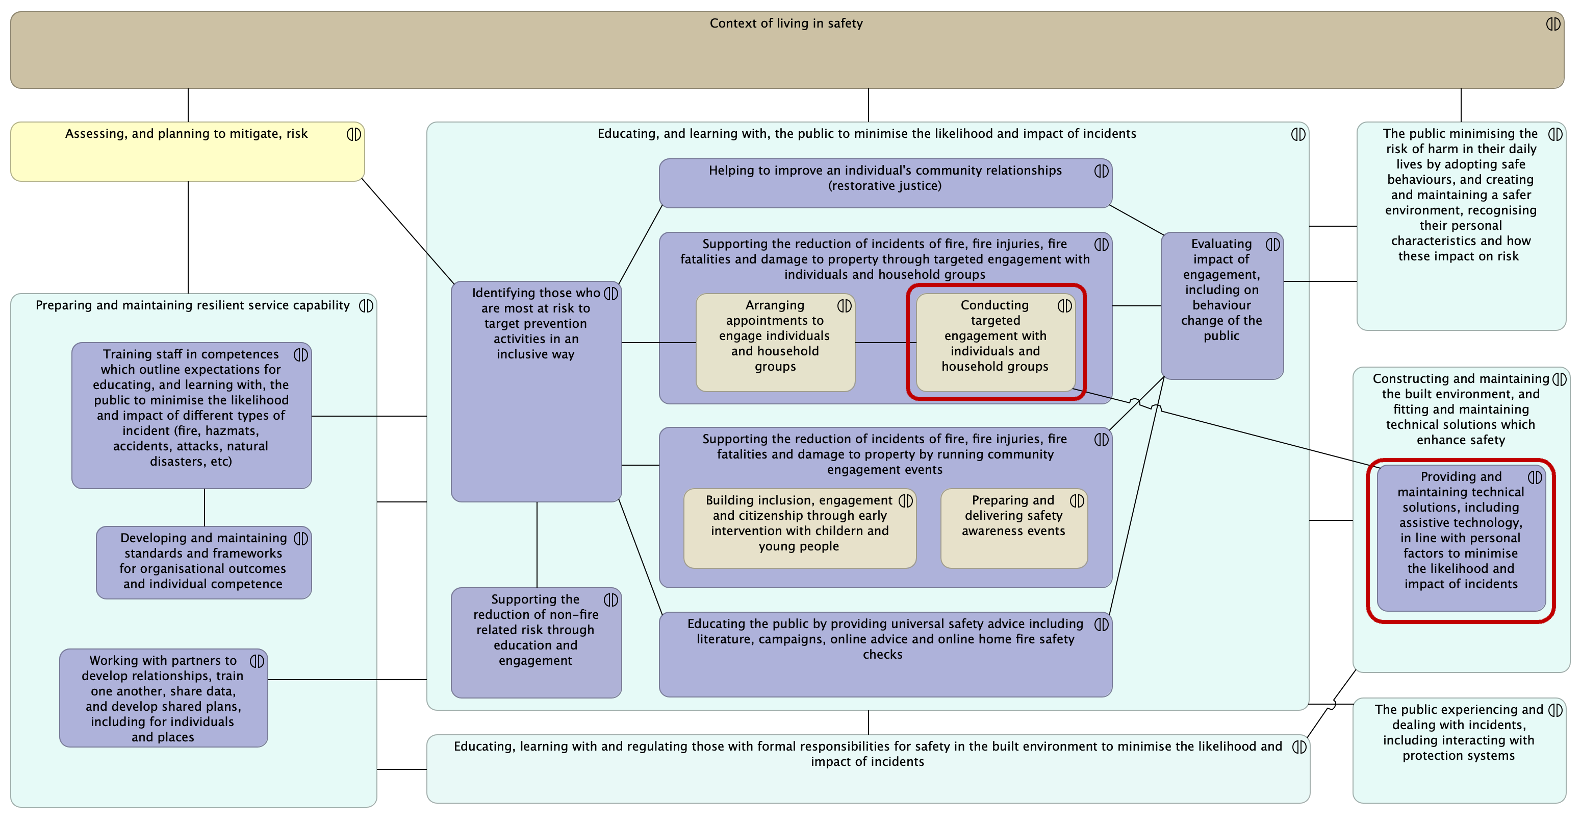 Context of living in safety
Assessing, and planning to mitigate, risk
Educating, and learning with, the public to minimise the likelihood and impact of incidents
The public minimising the
risk of harm in their daily
lives by adopting safe
behaviours, and creating
and maintaining a safer
environment, recognising
their personal
characteristics and how
these impact on risk
Helping to improve an individual's community relationships
(restorative justice)
Supporting the reduction of incidents of fire, fire injuries, fire
fatalities and damage to property through targeted engagement with
individuals and household groups
Arranging
appointments to
engage individuals
and household
groups
Conducting
targeted
engagement with
individuals and
household groups
Evaluating
impact of
engagement,
including on
behaviour
change of the
public
Identifying those who
are most at risk to
target prevention
activities in an
inclusive way
Preparing and maintaining resilient service capability
Training staff in competences
which outline expectations for
educating, and learning with, the
public to minimise the likelihood
and impact of different types of
incident (fire, hazmats,
accidents, attacks, natural
disasters, etc)
Developing and maintaining
standards and frameworks
for organisational outcomes
and individual competence
Working with partners to
develop relationships, train
one another, share data,
and develop shared plans,
including for individuals
and places
Supporting the reduction of incidents of fire, fire injuries, fire
fatalities and damage to property by running community
engagement events
Building inclusion, engagement
and citizenship through early
intervention with childern and
young people
Preparing and
delivering safety
awareness events
Supporting the
reduction of non-fire
related risk through
education and
engagement
Educating the public by providing universal safety advice including
literature, campaigns, online advice and online home fire safety
checks
Constructing and maintaining
the built environment, and
fitting and maintaining
technical solutions which
enhance safety
Providing and
maintaining technical
solutions, including
assistive technology,
in line with personal
factors to minimise
the likelihood and
impact of incidents
The public experiencing and
dealing with incidents,
including interacting with
protection systems
Educating, learning with and regulating those with formal responsibilities for safety in the built environment to minimise the likelihood and
impact of incidents